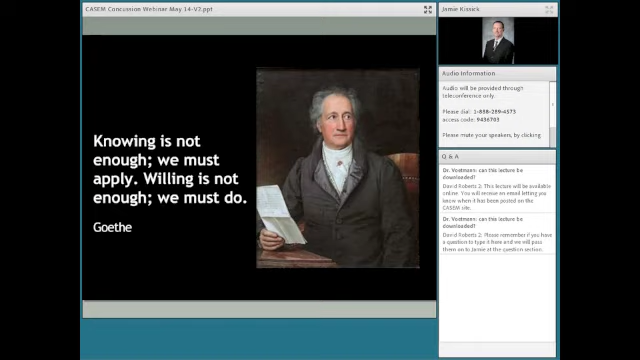 CASEM Concussion Webinar May 14-V2.ppt
Knowing is not
enough; we must
apply. Willing is not
enough; we must do.
Goethe
Jamie Kissick
Audio Information
Audio will be provided through
teleconference only.
Please dial: 1-888-289-4573
access code: 9436703
Please mute your speakers, by clicking
Q & A
Dr. Vostmann: can this lecture be
downloaded?
David Roberts 2: This lecture will be available
online. You will receive an email letting you
know when it has been posted on the
CASEM site.
Dr. Vostmann: can this lecture be
downloaded?
David Roberts 2: Please remember if you have
a question to type it here and we will pass
them on to Jamie at the question section.